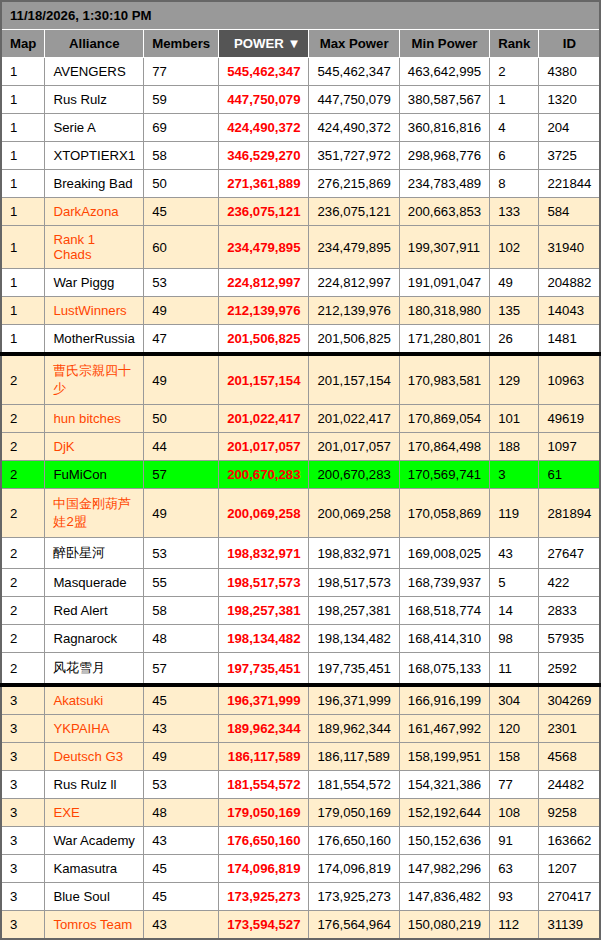 11/18/2026, 1:30:10 PM
Map Alliance Members POWER ▼ Max Power Min Power Rank ID
1 AVENGERS 77 545,462,347 545,462,347 463,642,995 2 4380
1 Rus Rulz 59 447,750,079 447,750,079 380,587,567 1 1320
1 Serie A 69 424,490,372 424,490,372 360,816,816 4 204
1 XTOPTIERX1 58 346,529,270 351,727,972 298,968,776 6 3725
1 Breaking Bad 50 271,361,889 276,215,869 234,783,489 8 221844
1 DarkAzona 45 236,075,121 236,075,121 200,663,853 133 584
1 Rank 1
Chads 60 234,479,895 234,479,895 199,307,911 102 31940
1 War Piggg 53 224,812,997 224,812,997 191,091,047 49 204882
1 LustWinners 49 212,139,976 212,139,976 180,318,980 135 14043
1 MotherRussia 47 201,506,825 201,506,825 171,280,801 26 1481
2 曹氏宗親四十
少 49 201,157,154 201,157,154 170,983,581 129 10963
2 hun bitches 50 201,022,417 201,022,417 170,869,054 101 49619
2 DjK 44 201,017,057 201,017,057 170,864,498 188 1097
2 FuMiCon 57 200,670,283 200,670,283 170,569,741 3 61
2 中国金刚葫芦
娃2盟 49 200,069,258 200,069,258 170,058,869 119 281894
2 醉卧星河 53 198,832,971 198,832,971 169,008,025 43 27647
2 Masquerade 55 198,517,573 198,517,573 168,739,937 5 422
2 Red Alert 58 198,257,381 198,257,381 168,518,774 14 2833
2 Ragnarock 48 198,134,482 198,134,482 168,414,310 98 57935
2 风花雪月 57 197,735,451 197,735,451 168,075,133 11 2592
3 Akatsuki 45 196,371,999 196,371,999 166,916,199 304 304269
3 YKPAIHA 43 189,962,344 189,962,344 161,467,992 120 2301
3 Deutsch G3 49 186,117,589 186,117,589 158,199,951 158 4568
3 Rus Rulz ll 53 181,554,572 181,554,572 154,321,386 77 24482
3 EXE 48 179,050,169 179,050,169 152,192,644 108 9258
3 War Academy 43 176,650,160 176,650,160 150,152,636 91 163662
3 Kamasutra 45 174,096,819 174,096,819 147,982,296 63 1207
3 Blue Soul 45 173,925,273 173,925,273 147,836,482 93 270417
3 Tomros Team 43 173,594,527 176,564,964 150,080,219 112 31139